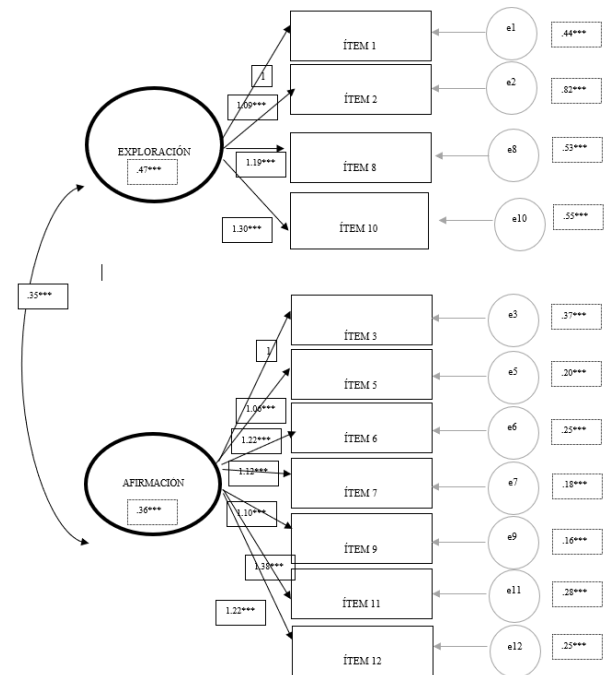 ÍTEM 1
e1
.44***
1
ÍTEM 2
e2
.82***
1.09***
EXPLORACIÓN
.47***
ÍTEM 8
e8
.53***
1.19***
ÍTEM 10
e10
.55***
1.30***
.35***
ÍTEM 3
e3
.37***
1
ÍTEM 5
e5
.20***
1.06***
ÍTEM 6
e6
.25***
1.22***
AFIRMACIÓN
.36***
ÍTEM 7
e7
.18***
1.12***
ÍTEM 9
e9
.16***
1.10***
ÍTEM 11
e11
.28***
1.38***
ÍTEM 12
e12
.25***
1.22***